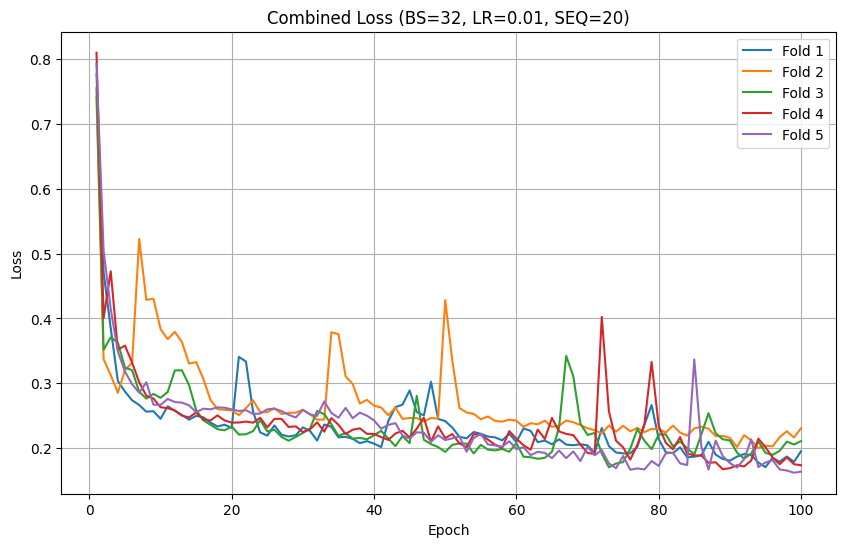 Combined Loss (BS=32, LR=0.01, SEQ=20)
Fold 1
Fold 2
Fold 3
Fold 4
Fold 5
Loss
0.8
0.7
0.6
0.5
0.4
0.3
0.2
0 20 40 60 80 100
Epoch